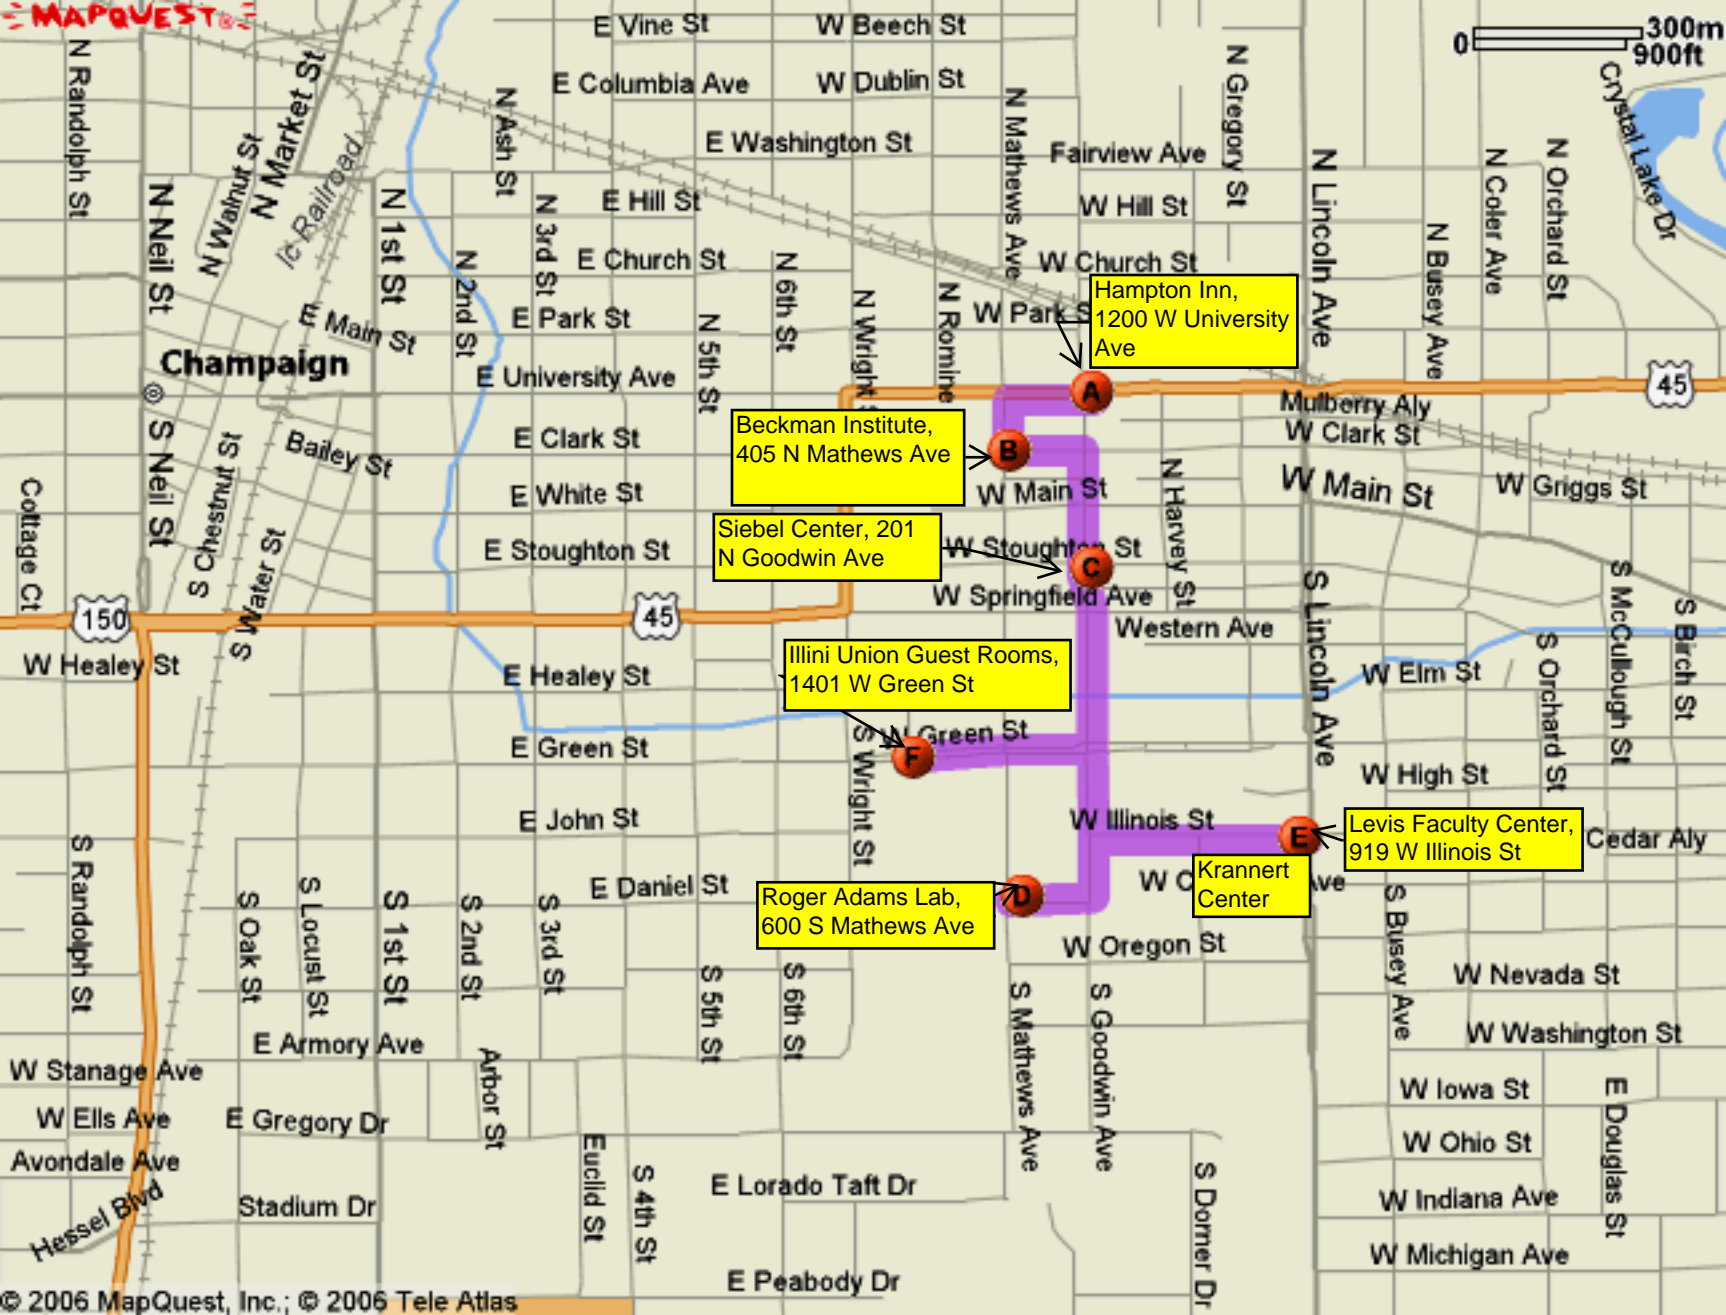 MAPQUEST®
0
300m
900ft
E Vine St
W Beech St
E Columbia Ave
W Dublin St
E Washington St
Fairview Ave
E Hill St
W Hill St
E Church St
W Church St
E Park St
W Park S
E Main St
N Randolph St
N Neil St
N Walnut St
N Market St
Ic Railroad
N 1st St
N 2nd St
N Ash St
N 3rd St
N 5th St
N 6th St
N Wright S
N Romine
N Mathews Ave
N Gregory St
N Lincoln Ave
N Busey Ave
N Coler Ave
N Orchard St
Crystal Lake Dr
Hampton Inn,
1200 W University
Ave
Champaign
E University Ave
A
45
Mulberry Aly
Beckman Institute,
405 N Mathews Ave
B
E Clark St
W Clark St
Bailey St
E White St
W Main St
W Main St
W Griggs St
N Harvey St
Cottage Ct
S Neil St
S Chestnut St
S Water St
Siebel Center, 201
N Goodwin Ave
C
E Stoughton St
W Stoughton St
W Springfield Ave
150
45
Western Ave
S Lincoln Ave
S McCullough St
S Birch St
S Orchard St
W Healey St
E Healey St
Illini Union Guest Rooms,
1401 W Green St
W Elm St
F
W Green St
E Green St
W High St
S Wright St
E John St
W Illinois St
E
Levis Faculty Center,
919 W Illinois St
Cedar Aly
Krannert
Center
W C
Ave
E Daniel St
Roger Adams Lab,
600 S Mathews Ave
D
W Oregon St
S Randolph St
S Oak St
S Locust St
S 1st St
S 2nd St
S 3rd St
S 5th St
S 6th St
S Mathews Ave
S Goodwin Ave
S Busey Ave
W Nevada St
W Washington St
E Armory Ave
W Stanage Ave
Arbor St
W Iowa St
W Ells Ave
E Gregory Dr
W Ohio St
E Douglas St
Avondale Ave
Euclid St
S 4th St
E Lorado Taft Dr
S Dorner Dr
W Indiana Ave
Hessel Blvd
Stadium Dr
W Michigan Ave
E Peabody Dr
© 2006 MapQuest, Inc.; © 2006 Tele Atlas